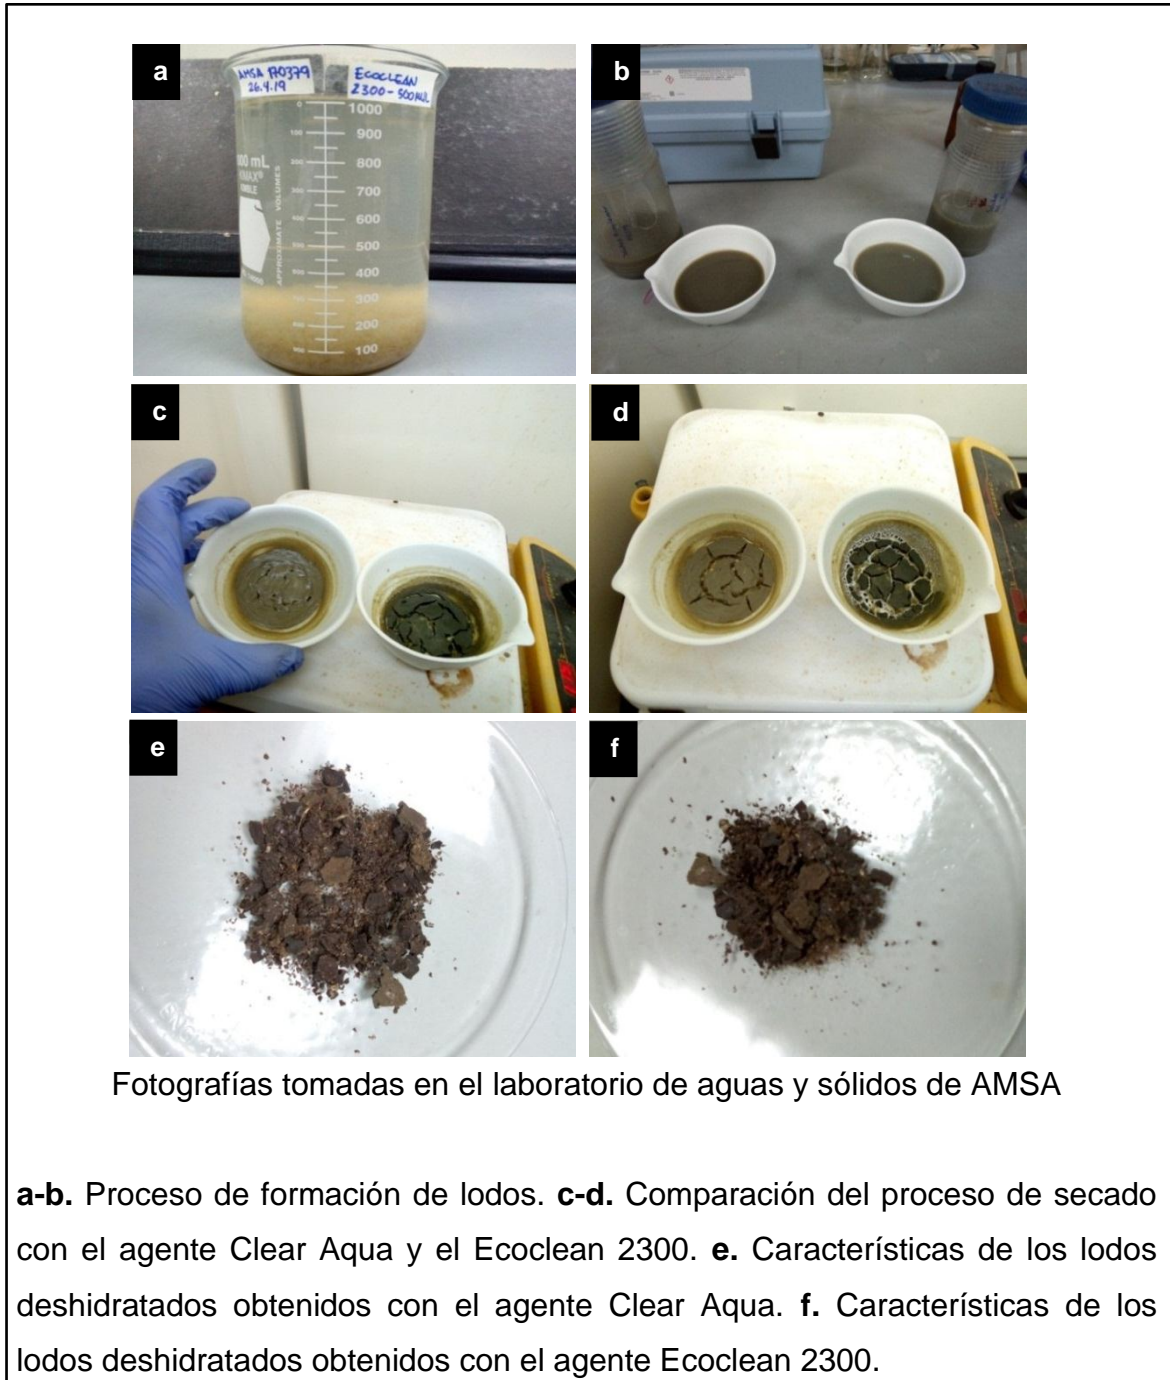 a
AMSA 170379
26.4.19
ECOCLEAN
2300-500
1000
900
800
700
600
500
400
300
200
100
APPROXIMATE VOLUMES
b
c
d
e
f
Fotografías tomadas en el laboratorio de aguas y sólidos de AMSA
a-b. Proceso de formación de lodos. c-d. Comparación del proceso de secado
con el agente Clear Aqua y el Ecoclean 2300. e. Características de los lodos
deshidratados obtenidos con el agente Clear Aqua. f. Características de los
lodos deshidratados obtenidos con el agente Ecoclean 2300.